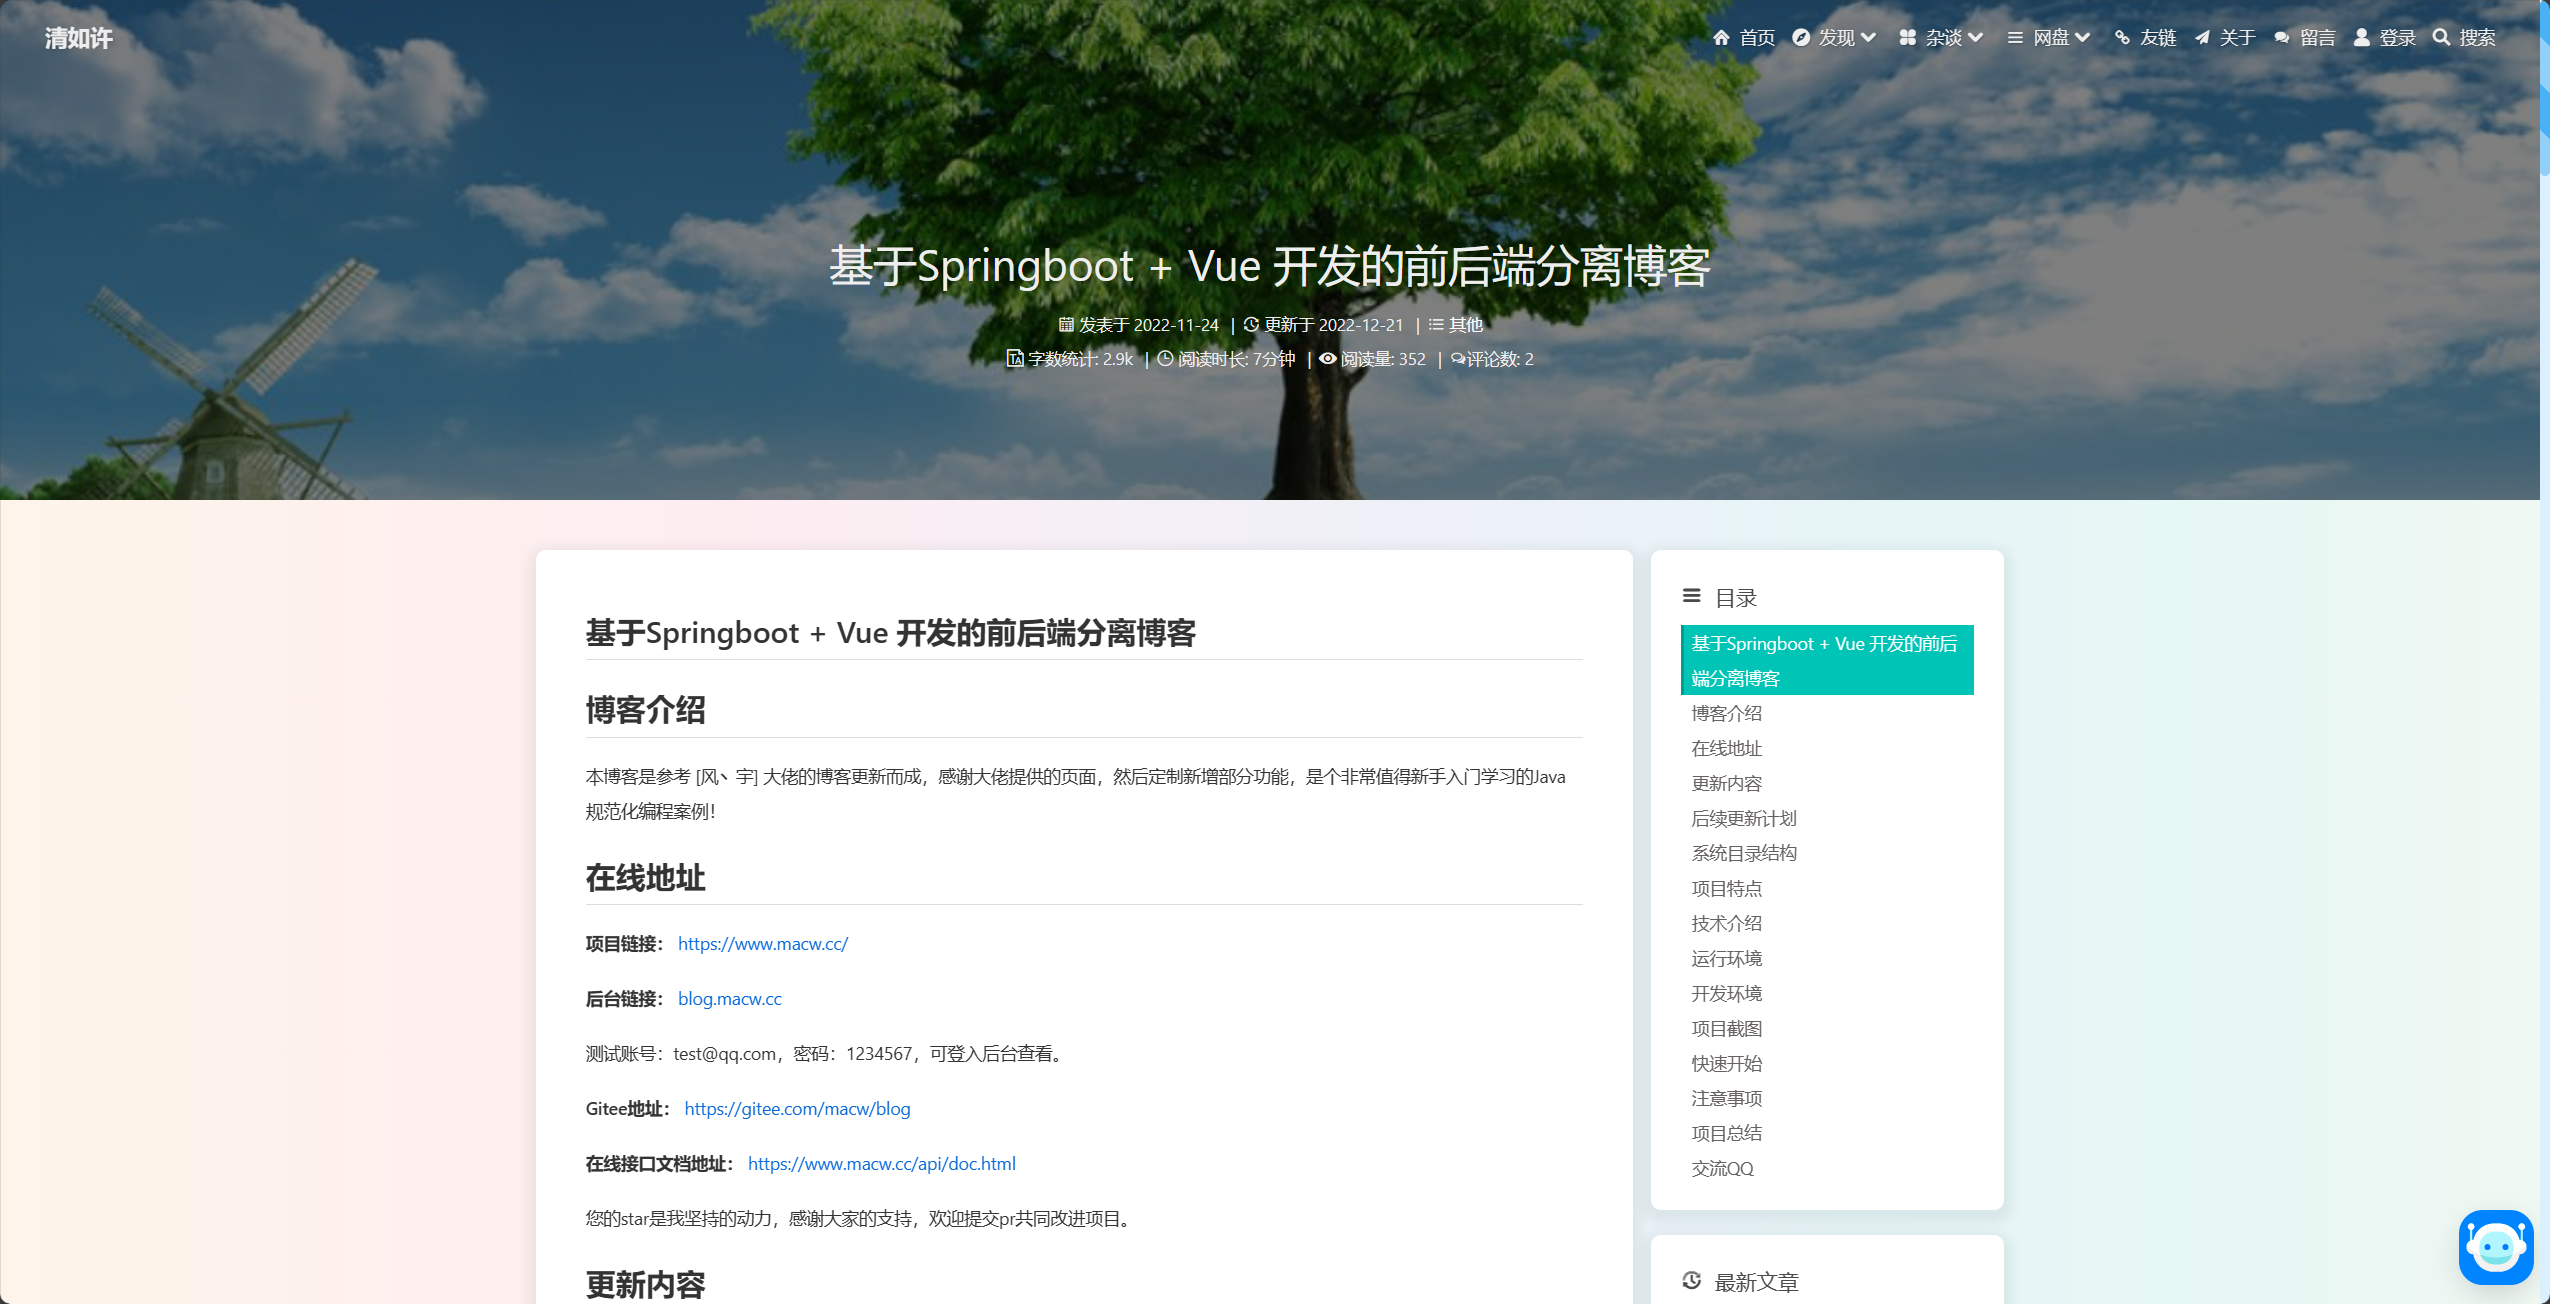 清如许
首页 发现 杂谈 网盘 友链 关于 留言 登录 搜索
基于Springboot + Vue 开发的前后端分离博客
发表于 2022-11-24 | 更新于 2022-12-21 | 其他
字数统计: 2.9k | 阅读时长: 7分钟 | 阅读量: 352 | 评论数: 2
基于Springboot + Vue 开发的前后端分离博客
博客介绍
本博客是参考 [风丶宇] 大佬的博客更新而成，感谢大佬提供的页面，然后定制新增部分功能，是个非常值得新手入门学习的Java
规范化编程案例！
在线地址
项目链接： https://www.macw.cc/
后台链接： blog.macw.cc
测试账号：test@qq.com，密码：1234567，可登入后台查看。
Gitee地址： https://gitee.com/macw/blog
在线接口文档地址： https://www.macw.cc/api/doc.html
您的star是我坚持的动力，感谢大家的支持，欢迎提交pr共同改进项目。
更新内容
目录
基于Springboot + Vue 开发的前后
端分离博客
博客介绍
在线地址
更新内容
后续更新计划
系统目录结构
项目特点
技术介绍
运行环境
开发环境
项目截图
快速开始
注意事项
项目总结
交流QQ
最新文章